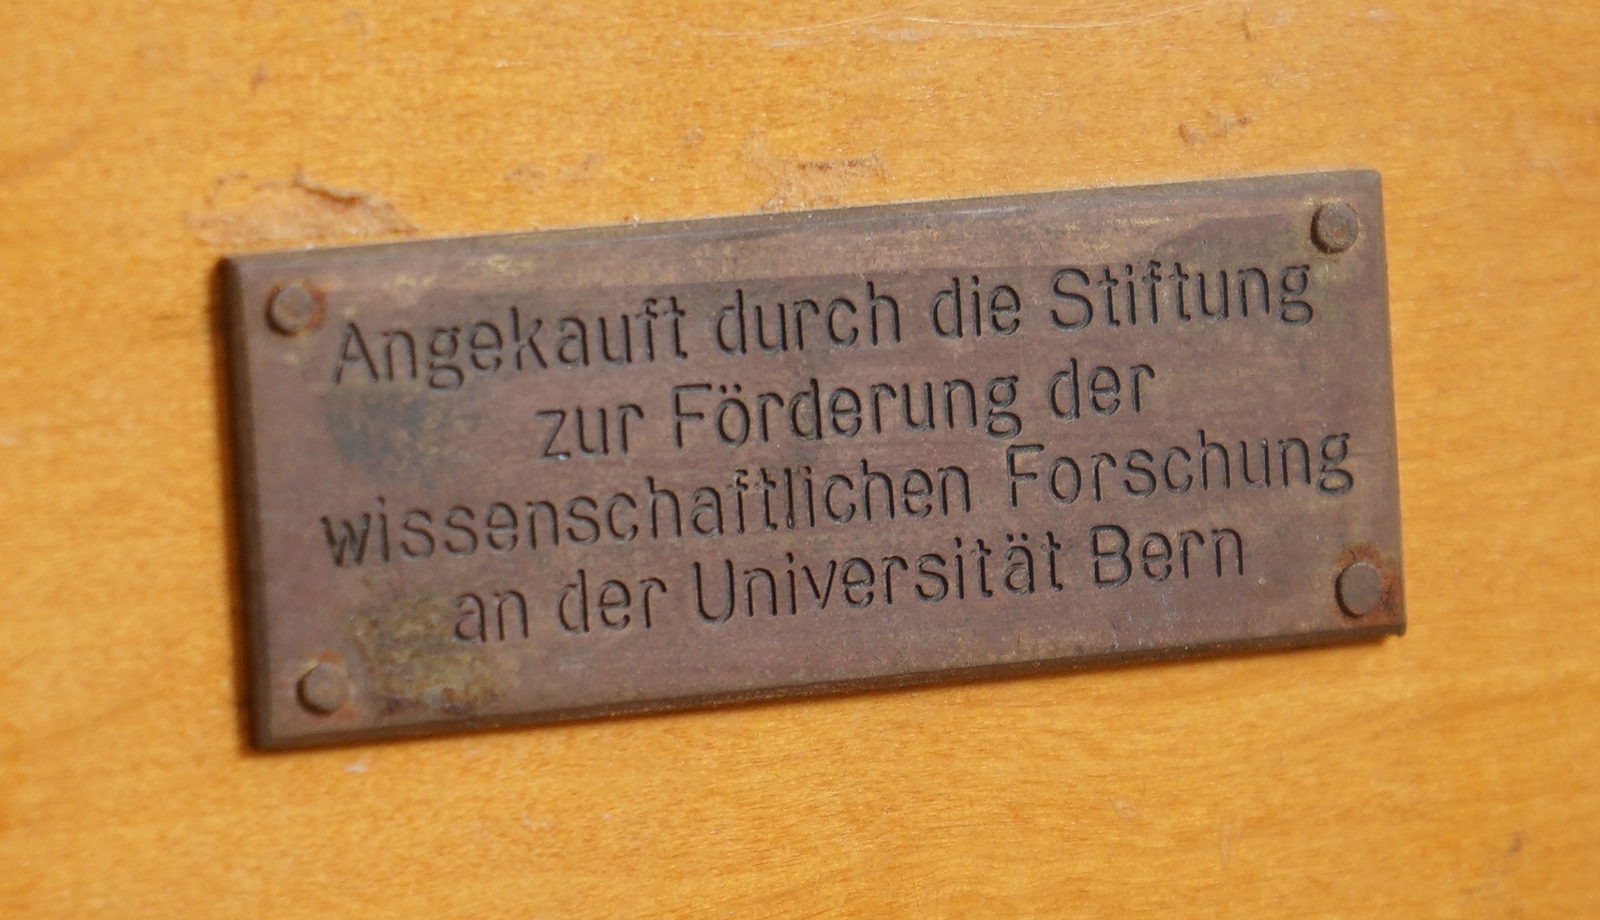 Angekauft durch die Stiftung
zur Förderung der
wissenschaftlichen Forschung
an der Universität Bern